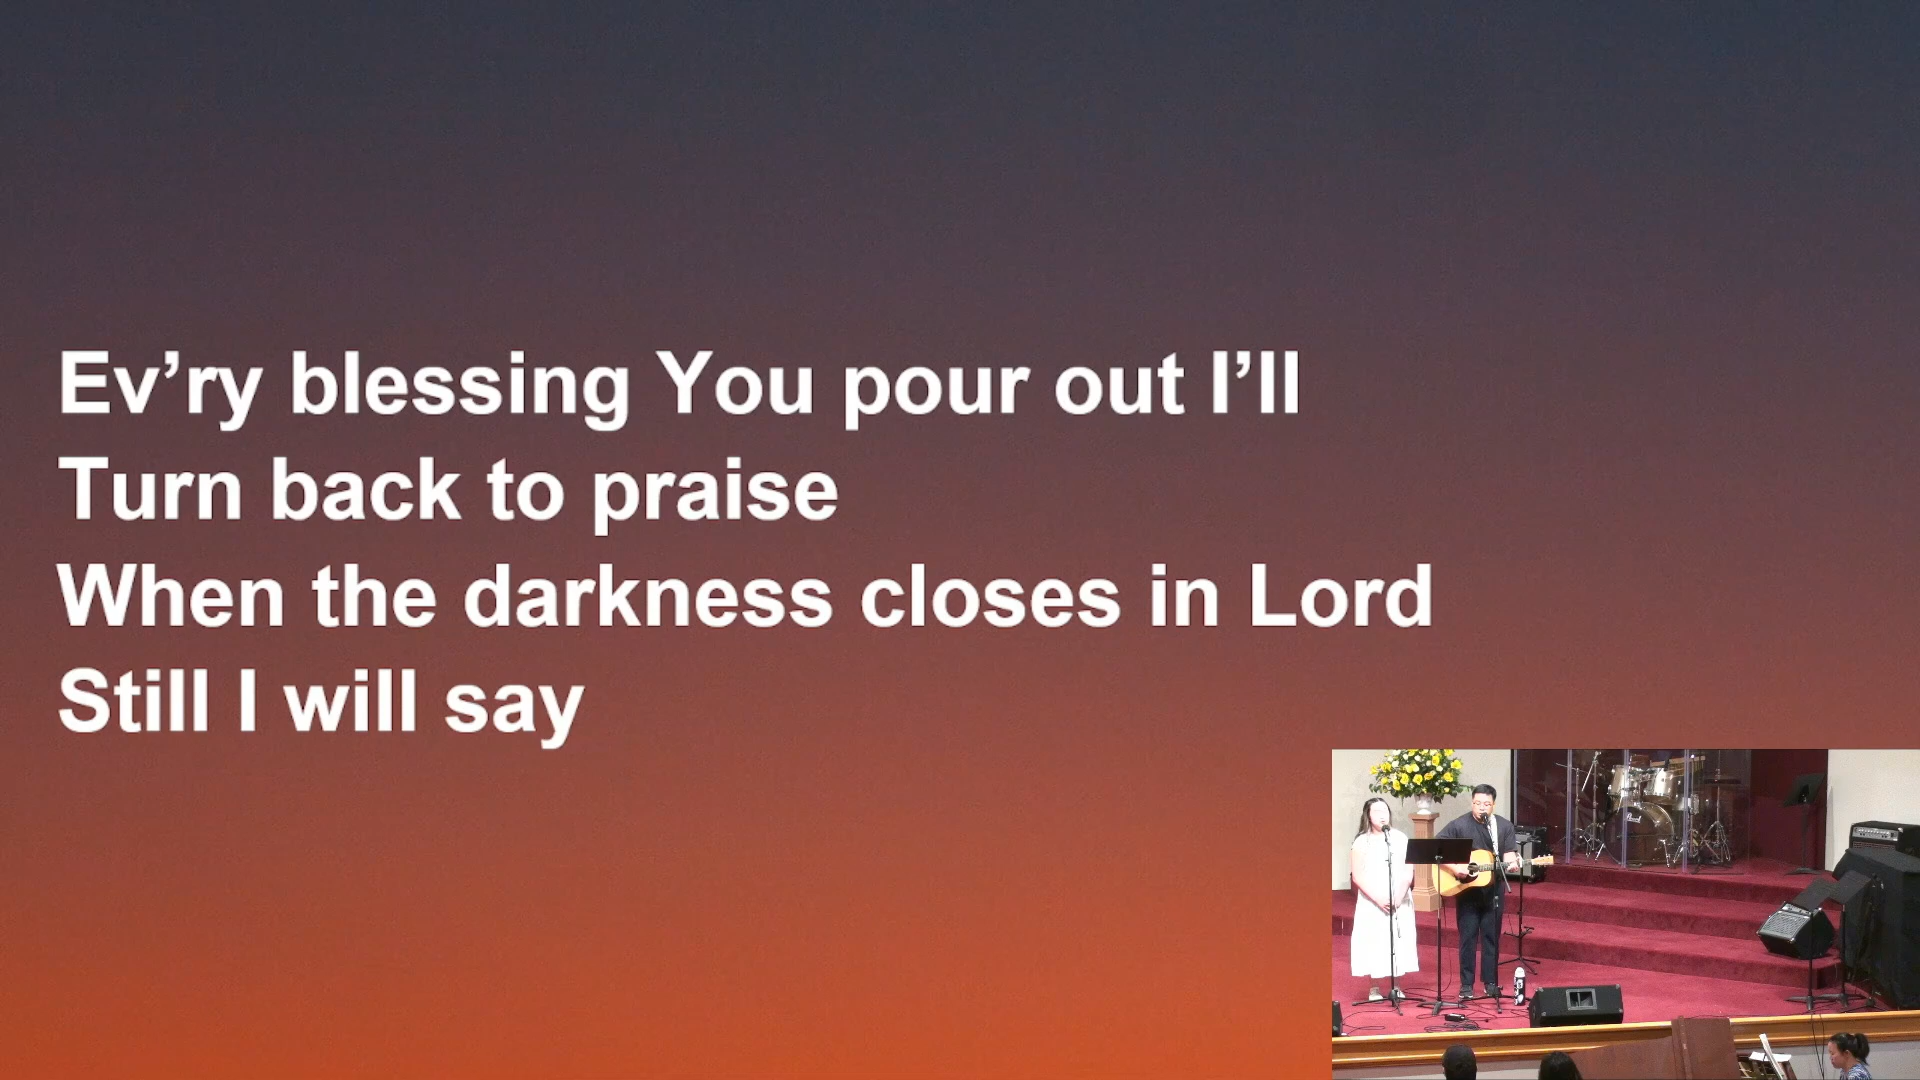 Ev’ry blessing You pour out I’ll
Turn back to praise
When the darkness closes in Lord
Still I will say